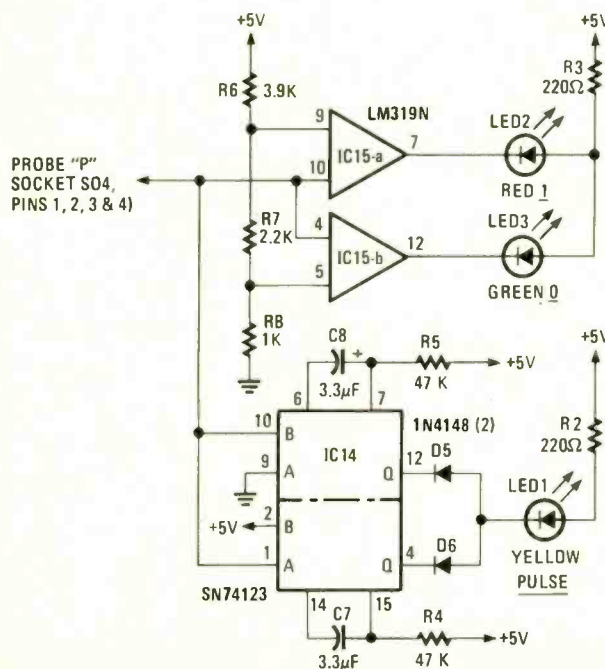 +5V
+5V
R6
3.9K
LM319N
R3
220Ω
9
7
LED2
IC15-a
10
RED 1
PROBE "P"
SOCKET SO4,
PINS 1, 2, 3 & 4)
R7
2.2K
4
12
LED3
IC15-b
5
GREEN 0
R8
1K
C8
+
R5
+5V
3.3µF
47 K
+5V
6
7
1N4148 (2)
R2
220Ω
10
B
IC14
12
D5
9
A
Q
LED1
2
+5V
B
1
A
Q
4
D6
YELLOW
PULSE
SN74123
14
15
C7
R4
+5V
3.3µF
47 K